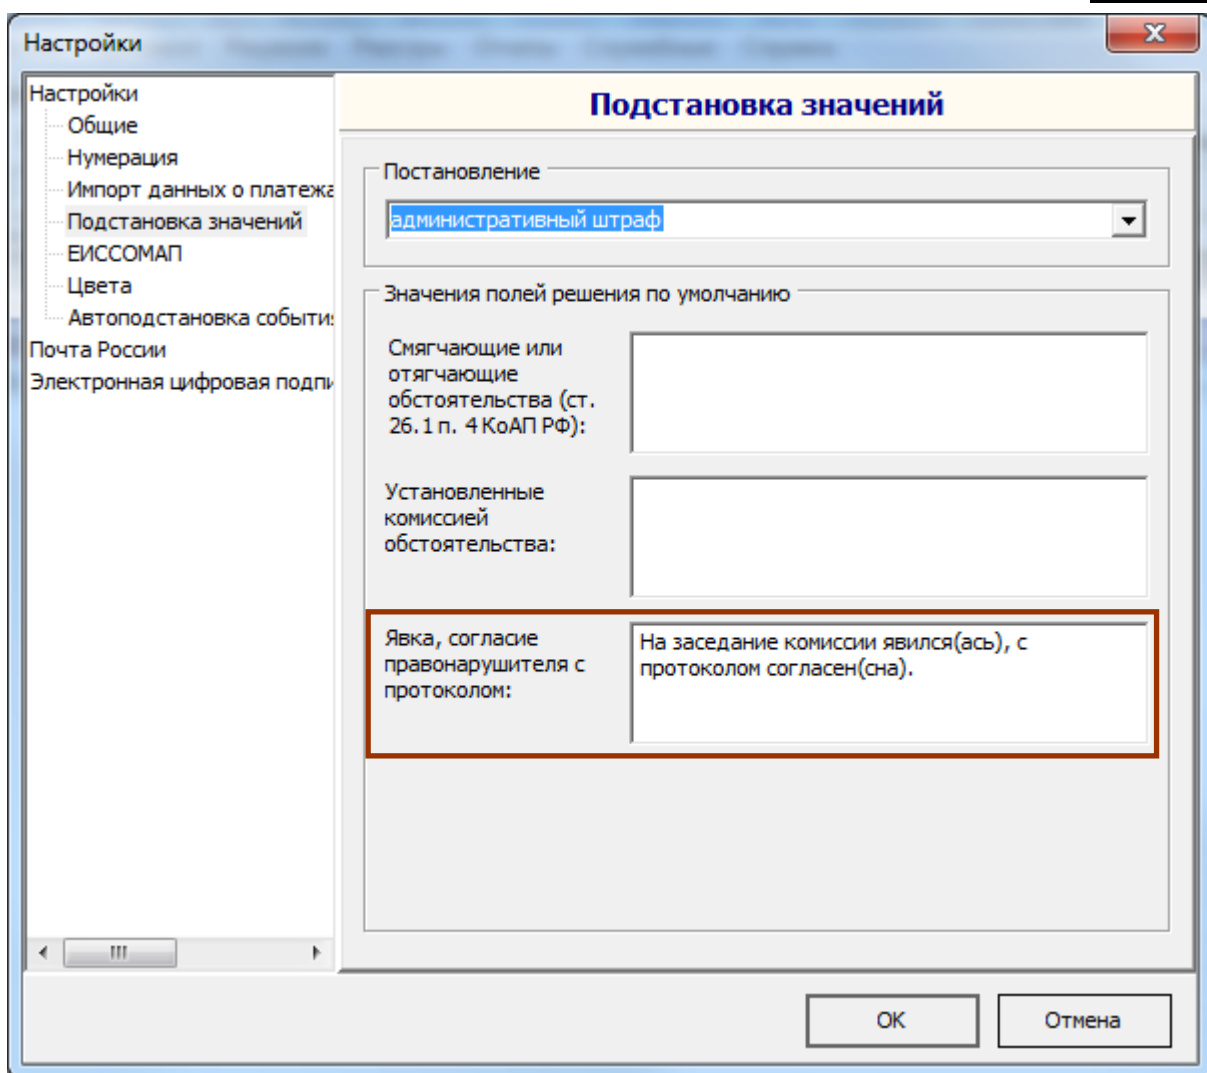 Настройки
Настройки
Общие
Нумерация
Импорт данных о платежа
Подстановка значений
ЕИССОМАП
Цвета
Автоподстановка событи
Почта России
Электронная цифровая подпи
Подстановка значений
Постановление
административный штраф
Значения полей решения по умолчанию
Смягчающие или
отягчающие
обстоятельства (ст.
26.1 п. 4 КоАП РФ):
Установленные
комиссией
обстоятельства:
Явка, согласие
правонарушителя с
протоколом:
На заседание комиссии явился(ась), с
протоколом согласен(сна).
ОК
Отмена